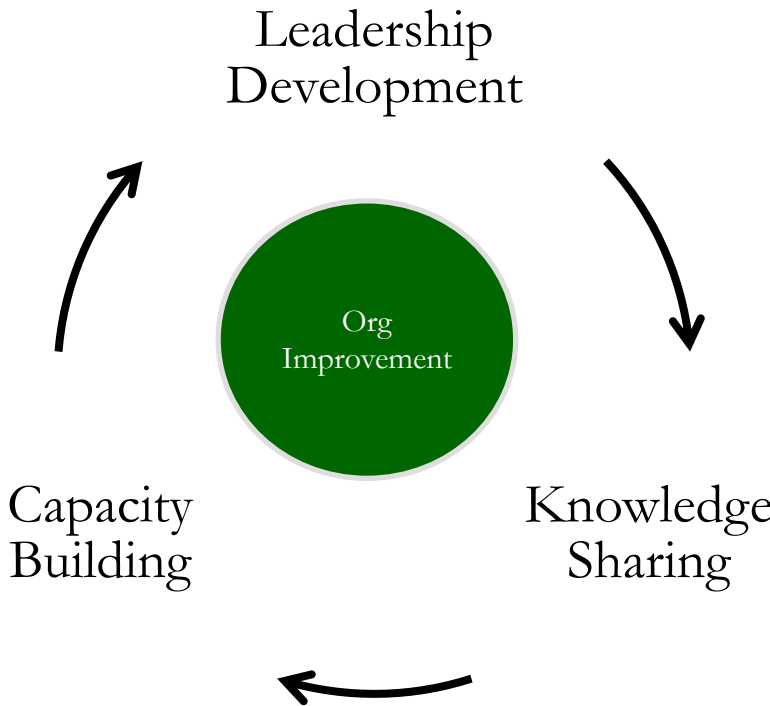 Leadership
Development
Org
Improvement
Capacity
Building
Knowledge
Sharing